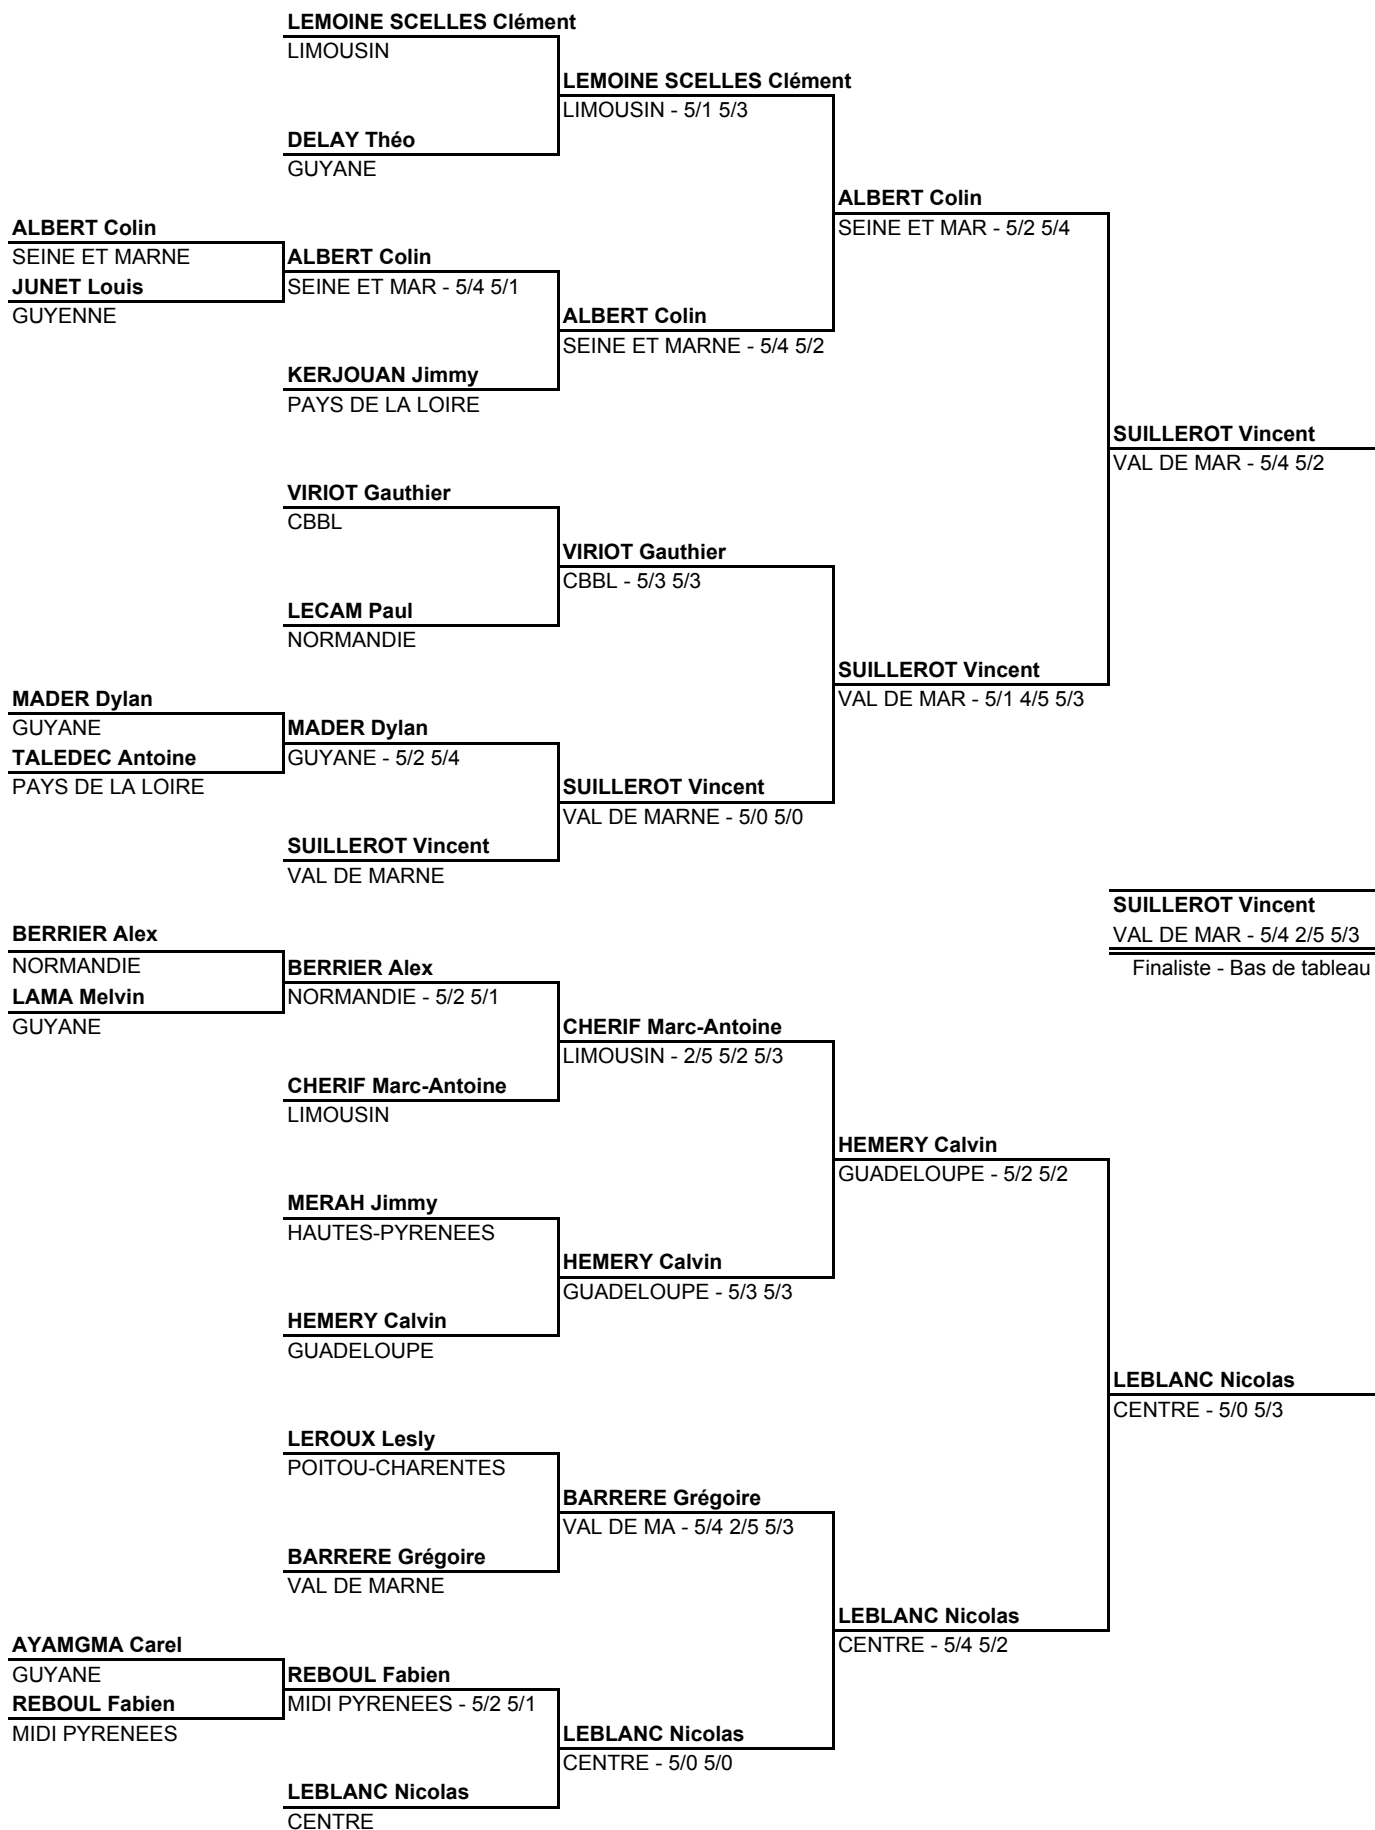 LEMOINE SCELLES Clément
LIMOUSIN
LEMOINE SCELLES Clément
LIMOUSIN - 5/1 5/3
DELAY Théo
GUYANE
ALBERT Colin
SEINE ET MAR - 5/2 5/4
ALBERT Colin
SEINE ET MARNE
JUNET Louis
GUYENNE
ALBERT Colin
SEINE ET MAR - 5/4 5/1
ALBERT Colin
SEINE ET MARNE - 5/4 5/2
KERJOUAN Jimmy
PAYS DE LA LOIRE
SUILLEROT Vincent
VAL DE MAR - 5/4 5/2
VIRIOT Gauthier
CBBL
VIRIOT Gauthier
CBBL - 5/3 5/3
LECAM Paul
NORMANDIE
SUILLEROT Vincent
VAL DE MAR - 5/1 4/5 5/3
MADER Dylan
GUYANE
TALEDEC Antoine
PAYS DE LA LOIRE
MADER Dylan
GUYANE - 5/2 5/4
SUILLEROT Vincent
VAL DE MARNE - 5/0 5/0
SUILLEROT Vincent
VAL DE MARNE
SUILLEROT Vincent
VAL DE MAR - 5/4 2/5 5/3
Finaliste - Bas de tableau
BERRIER Alex
NORMANDIE
LAMA Melvin
GUYANE
BERRIER Alex
NORMANDIE - 5/2 5/1
CHERIF Marc-Antoine
LIMOUSIN - 2/5 5/2 5/3
CHERIF Marc-Antoine
LIMOUSIN
HEMERY Calvin
GUADELOUPE - 5/2 5/2
MERAH Jimmy
HAUTES-PYRENEES
HEMERY Calvin
GUADELOUPE - 5/3 5/3
HEMERY Calvin
GUADELOUPE
LEBLANC Nicolas
CENTRE - 5/0 5/3
LEROUX Lesly
POITOU-CHARENTES
BARRERE Grégoire
VAL DE MA - 5/4 2/5 5/3
BARRERE Grégoire
VAL DE MARNE
LEBLANC Nicolas
CENTRE - 5/4 5/2
AYAMGMA Carel
GUYANE
REBOUL Fabien
MIDI PYRENEES
REBOUL Fabien
MIDI PYRENEES - 5/2 5/1
LEBLANC Nicolas
CENTRE - 5/0 5/0
LEBLANC Nicolas
CENTRE